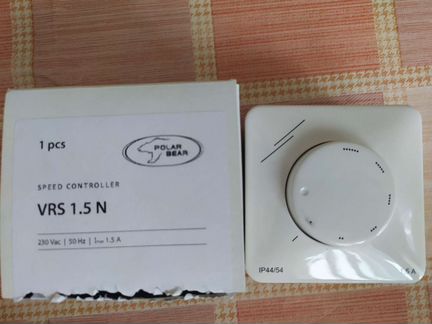 1 pcs
POLAR
BEAR
SPEED CONTROLLER
VRS 1.5 N
230 Vac | 50 Hz | Imax 1.5 A
IP44/54